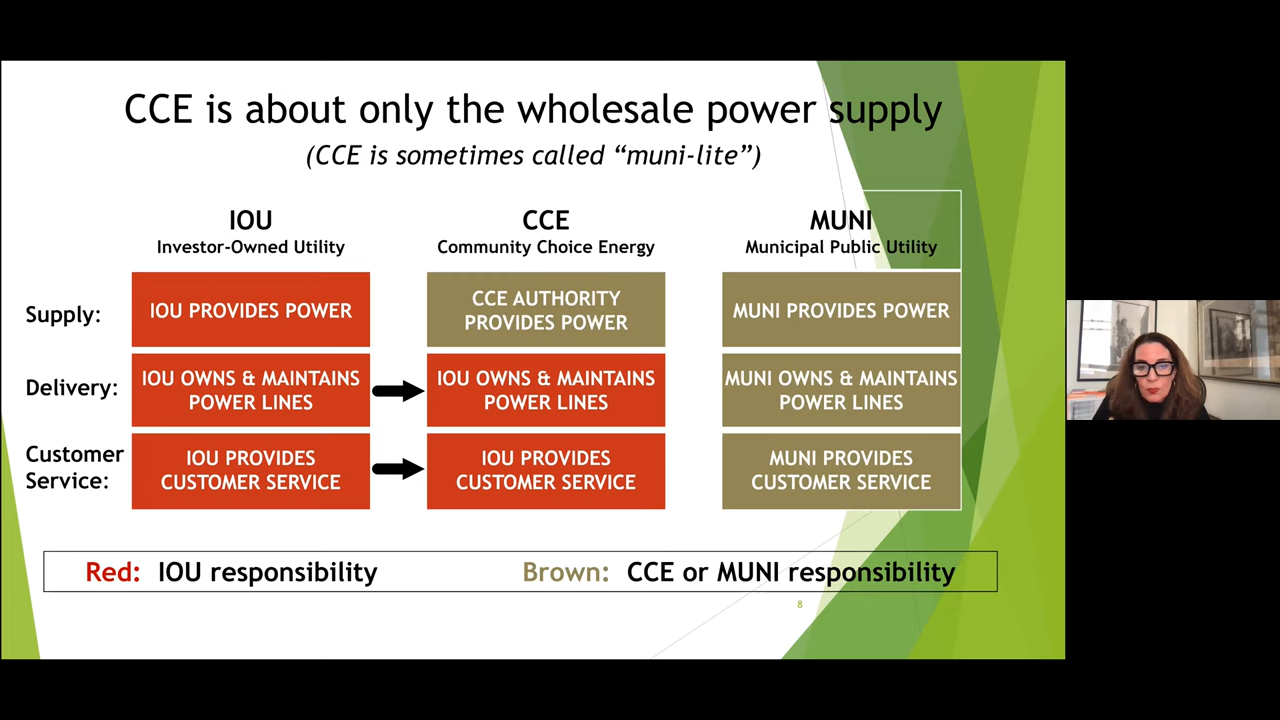 CCE is about only the wholesale power supply
(CCE is sometimes called “muni-lite”)
IOU
Investor-Owned Utility
CCE
Community Choice Energy
MUNI
Municipal Public Utility
Supply:
IOU PROVIDES POWER
CCE AUTHORITY
PROVIDES POWER
MUNI PROVIDES POWER
Delivery:
IOU OWNS & MAINTAINS
POWER LINES
IOU OWNS & MAINTAINS
POWER LINES
MUNI OWNS & MAINTAINS
POWER LINES
Customer
Service:
IOU PROVIDES
CUSTOMER SERVICE
IOU PROVIDES
CUSTOMER SERVICE
MUNI PROVIDES
CUSTOMER SERVICE
Red: IOU responsibility
Brown: CCE or MUNI responsibility
8